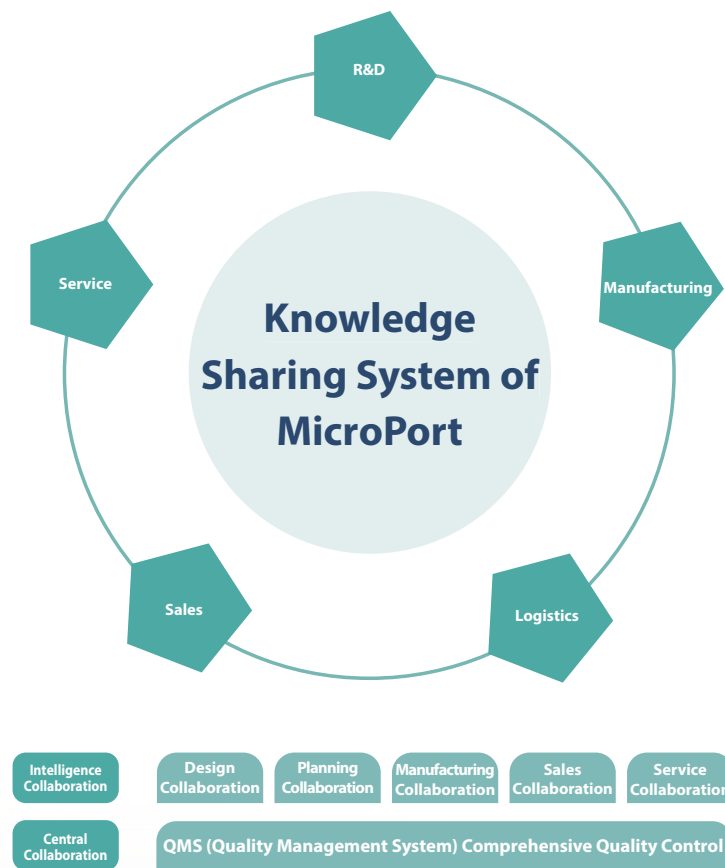 R&D
Manufacturing
Service
Knowledge
Sharing System of
MicroPort
Sales
Logistics
Intelligence
Collaboration
Design
Collaboration
Planning
Collaboration
Manufacturing
Collaboration
Sales
Collaboration
Service
Collaboration
Central
Collaboration
QMS (Quality Management System) Comprehensive Quality Control